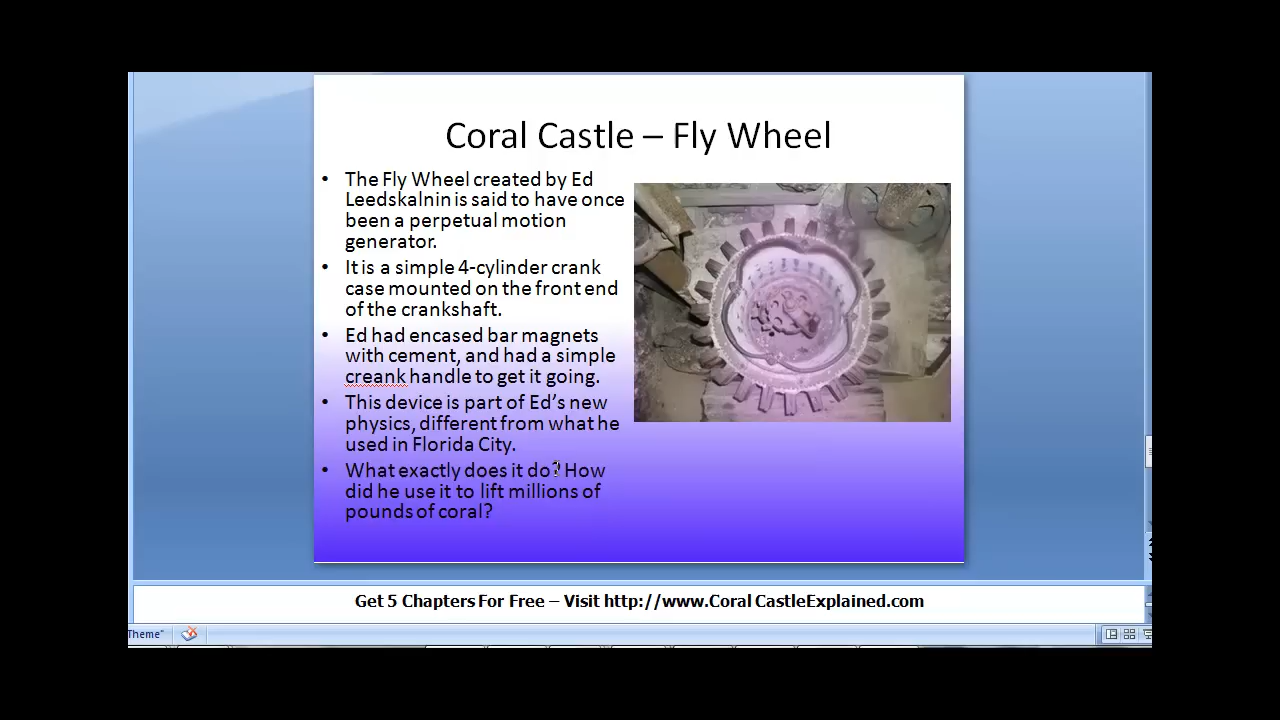 Coral Castle – Fly Wheel
• The Fly Wheel created by Ed
Leedskalnin is said to have once
been a perpetual motion
generator.
• It is a simple 4-cylinder crank
case mounted on the front end
of the crankshaft.
• Ed had encased bar magnets
with cement, and had a simple
creank handle to get it going.
• This device is part of Ed’s new
physics, different from what he
used in Florida City.
• What exactly does it do? How
did he use it to lift millions of
pounds of coral?
Get 5 Chapters For Free – Visit http://www.Coral CastleExplained.com
Theme"